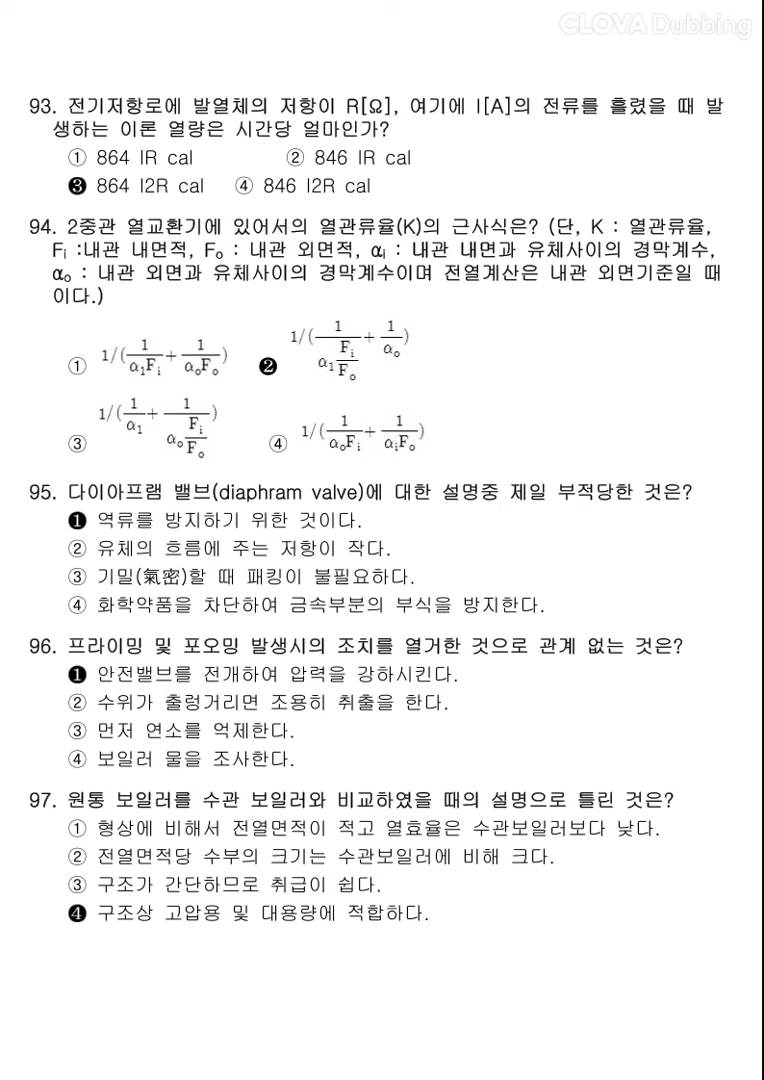 CLOVA Dubbing
93. 전기저항로에 발열체의 저항이 R[Ω], 여기에 I[A]의 전류를 흘렸을 때 발
생하는 이론 열량은 시간당 얼마인가?
① 864 IR cal ② 846 IR cal
❸ 864 I2R cal ④ 846 I2R cal
94. 2중관 열교환기에 있어서의 열관류율(K)의 근사식은? (단, K : 열관류율,
Fᵢ :내관 내면적, Fₒ : 내관 외면적, αᵢ : 내관 내면과 유체사이의 경막계수,
αₒ : 내관 외면과 유체사이의 경막계수이며 전열계산은 내관 외면기준일 때
이다.)
① 1/(1/α₁Fᵢ + 1/αₒFₒ) ❷ 1/(1/(α₁ Fᵢ/Fₒ) + 1/αₒ)
③ 1/(1/α₁ + 1/(αₒ Fᵢ/Fₒ)) ④ 1/(1/αₒFᵢ + 1/αᵢFₒ)
95. 다이아프램 밸브(diaphram valve)에 대한 설명중 제일 부적당한 것은?
❶ 역류를 방지하기 위한 것이다.
② 유체의 흐름에 주는 저항이 작다.
③ 기밀(氣密)할 때 패킹이 불필요하다.
④ 화학약품을 차단하여 금속부분의 부식을 방지한다.
96. 프라이밍 및 포오밍 발생시의 조치를 열거한 것으로 관계 없는 것은?
❶ 안전밸브를 전개하여 압력을 강하시킨다.
② 수위가 출렁거리면 조용히 취출을 한다.
③ 먼저 연소를 억제한다.
④ 보일러 물을 조사한다.
97. 원통 보일러를 수관 보일러와 비교하였을 때의 설명으로 틀린 것은?
① 형상에 비해서 전열면적이 적고 열효율은 수관보일러보다 낮다.
② 전열면적당 수부의 크기는 수관보일러에 비해 크다.
③ 구조가 간단하므로 취급이 쉽다.
❹ 구조상 고압용 및 대용량에 적합하다.